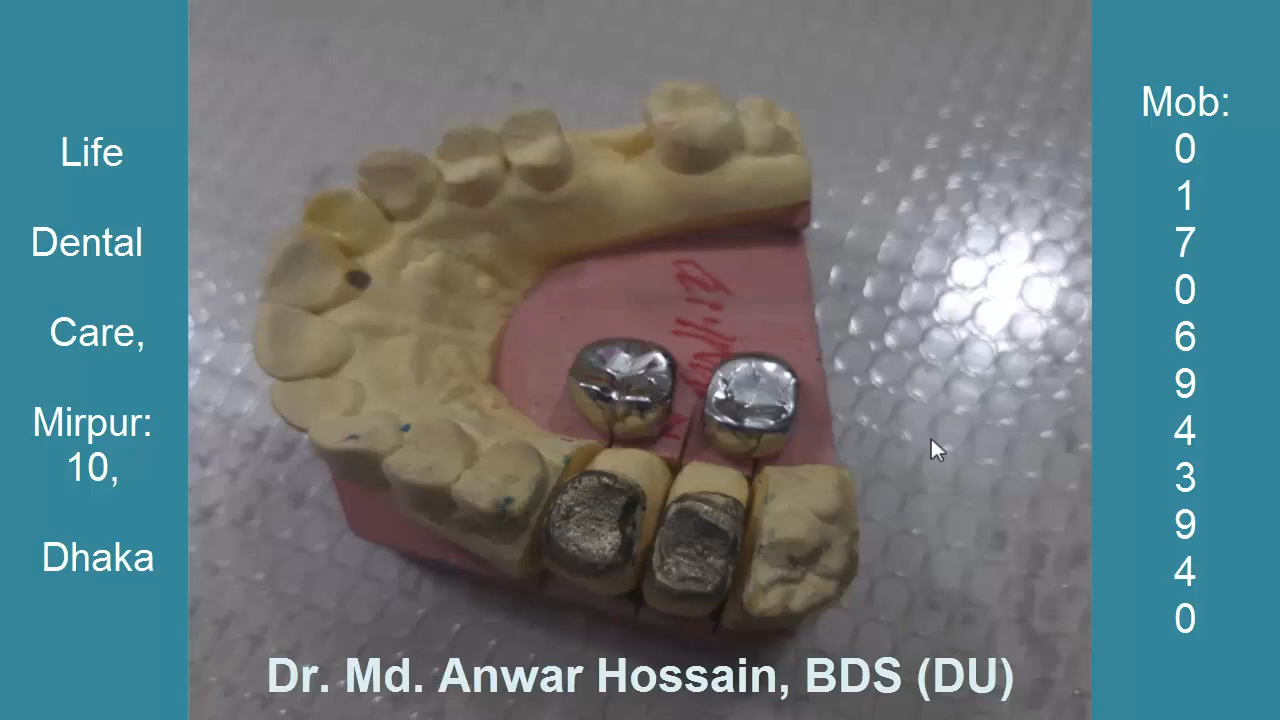 Life
Dental
Care,
Mirpur:
10,
Dhaka
Mob:
0
1
7
0
6
9
4
3
9
4
0
Dr. Md. Anwar Hossain, BDS (DU)